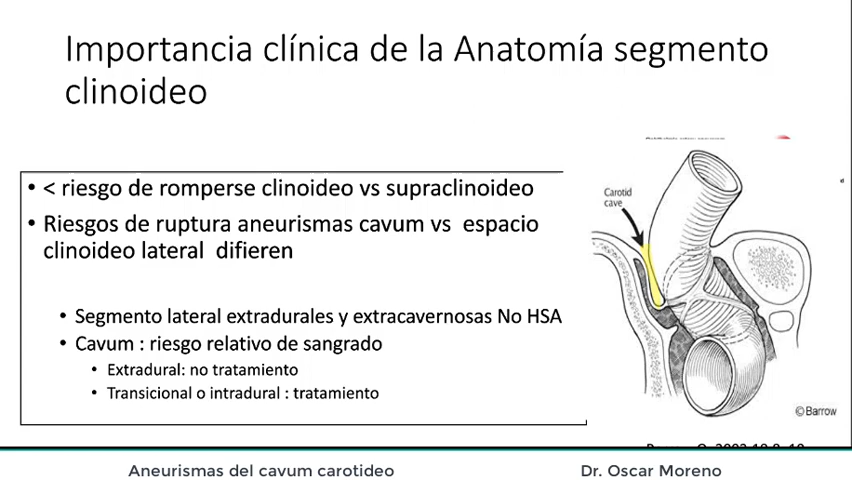 Importancia clínica de la Anatomía segmento
clinoideo
• < riesgo de romperse clinoideo vs supraclinoideo
• Riesgos de ruptura aneurismas cavum vs espacio
clinoideo lateral difieren
• Segmento lateral extradurales y extracavernosas No HSA
• Cavum : riesgo relativo de sangrado
• Extradural: no tratamiento
• Transicional o intradural : tratamiento
Carotid
cave
© Barrow
Aneurismas del cavum carotideo
Dr. Oscar Moreno